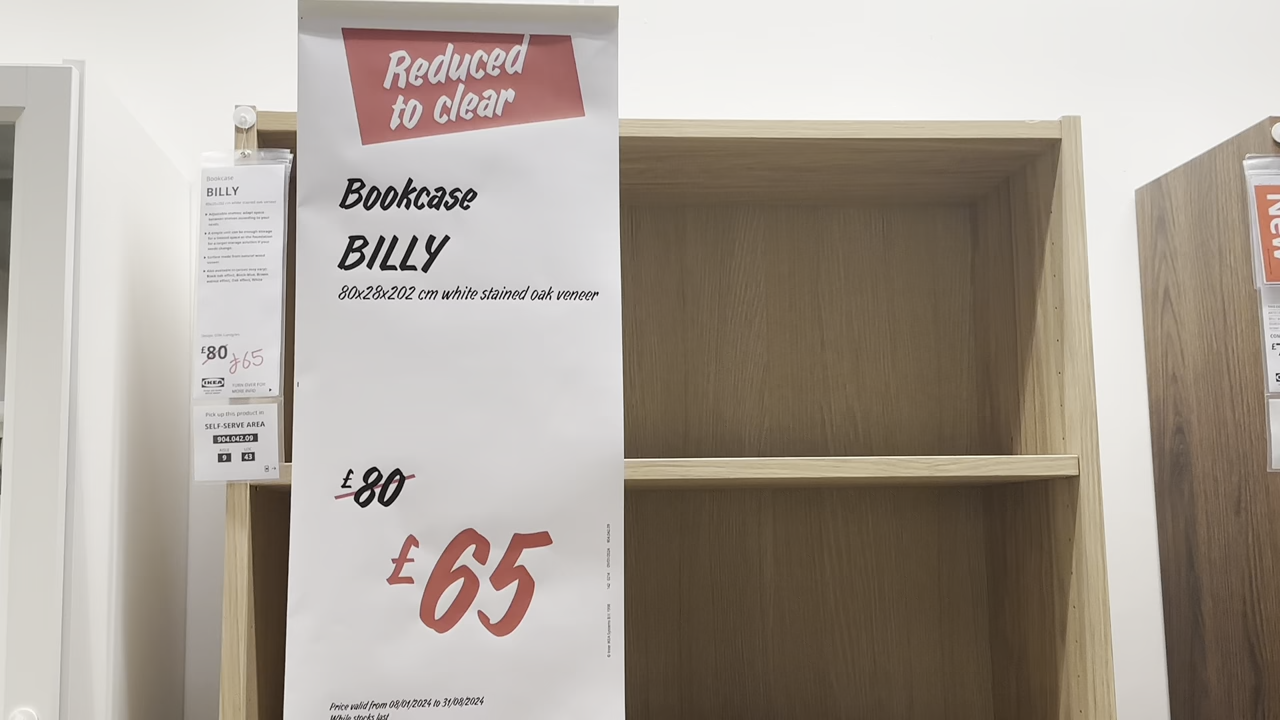 Reduced
to clear
Bookcase
BILLY
80x28x202 cm white stained oak veneer
£80
£65
Price valid from 08/01/2024 to 31/08/2024
While stocks last
Bookcase
BILLY
£80 £65
IKEA
Pick up this product in
SELF-SERVE AREA
904.042.09
9 43
New